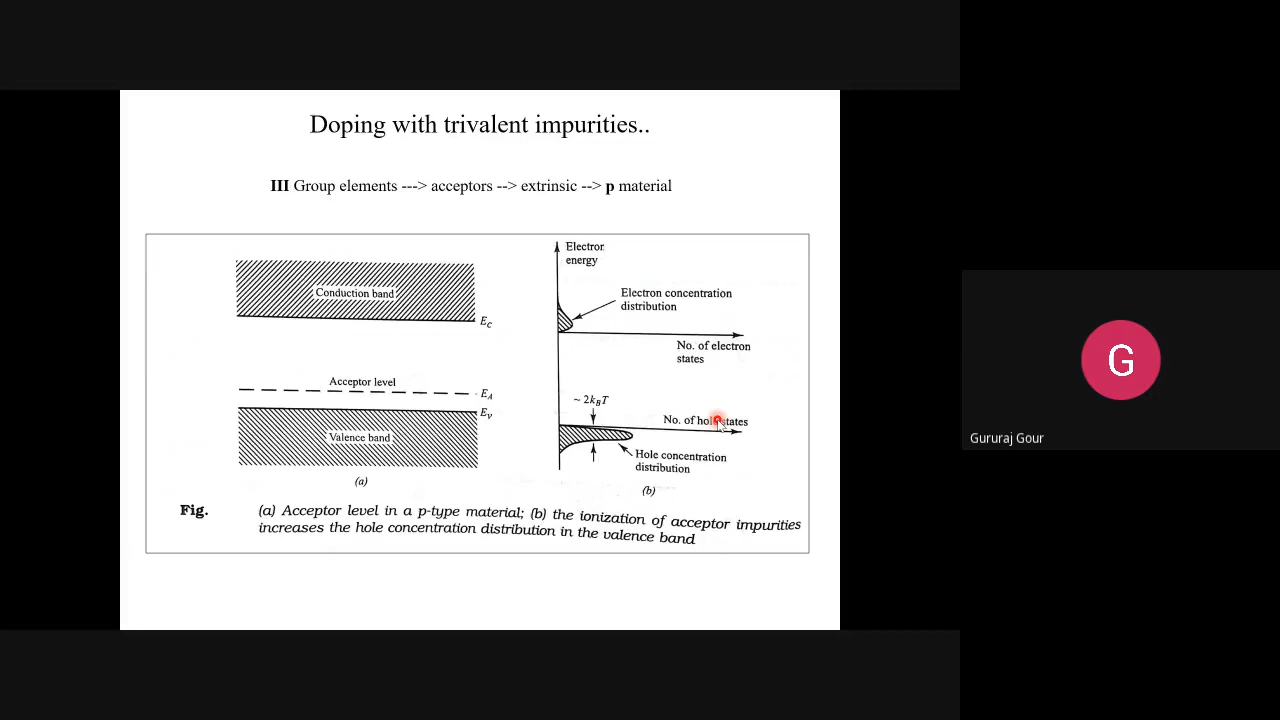 Doping with trivalent impurities..
III Group elements ---> acceptors --> extrinsic --> p material
Conduction band
E_C
Acceptor level
E_A
E_V
Valence band
(a)
Electron
energy
Electron concentration
distribution
No. of electron
states
~ 2k_BT
No. of hole states
Hole concentration
distribution
(b)
Fig.
(a) Acceptor level in a p-type material; (b) the ionization of acceptor impurities
increases the hole concentration distribution in the valence band
G
Gururaj Gour